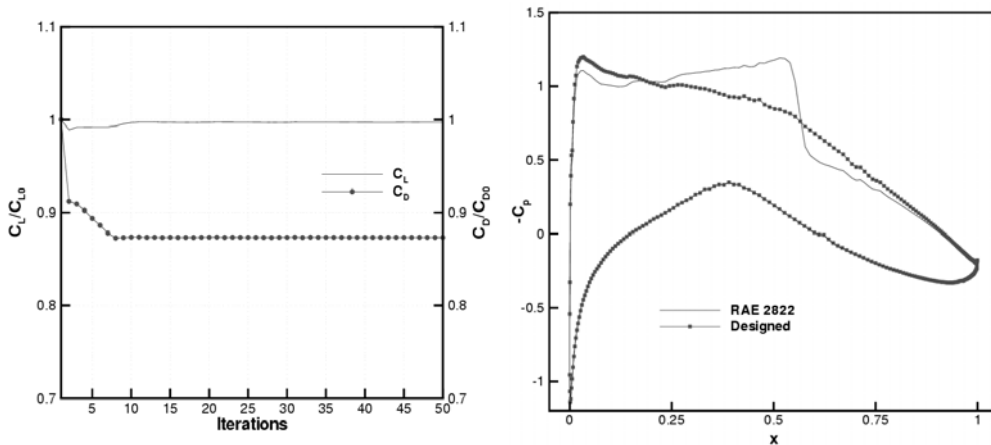 1.1
1
0.9
0.8
0.7
C_L/C_L0
5 10 15 20 25 30 35 40 45 50
Iterations
1.1
1
0.9
0.8
0.7
C_D/C_D0
C_L
C_D
1.5
1
0.5
0
-0.5
-1
-C_p
0 0.25 0.5 0.75 1
x
RAE 2822
Designed